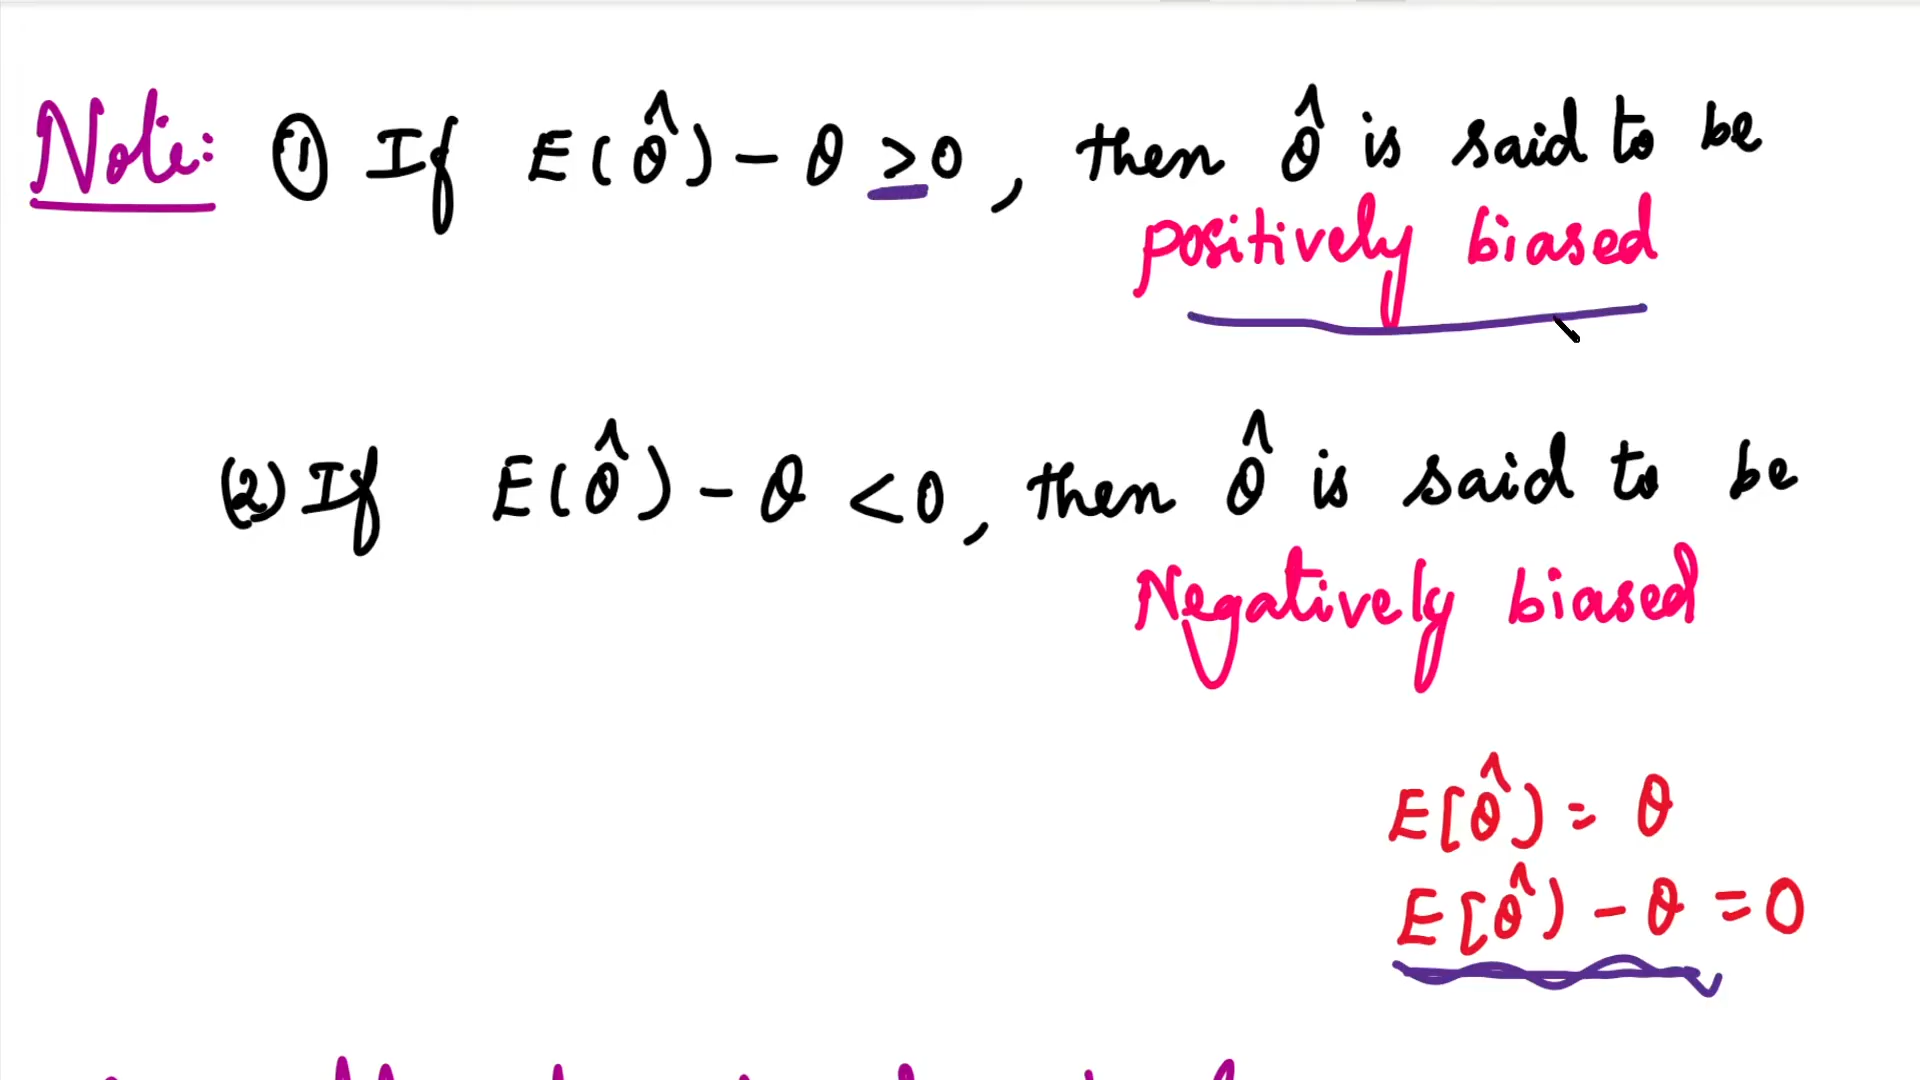 Note: ① If E(θ̂) - θ > 0, then θ̂ is said to be
positively biased
(2) If E(θ̂) - θ < 0, then θ̂ is said to be
Negatively biased
E[θ̂) = θ
E[θ̂) - θ = 0